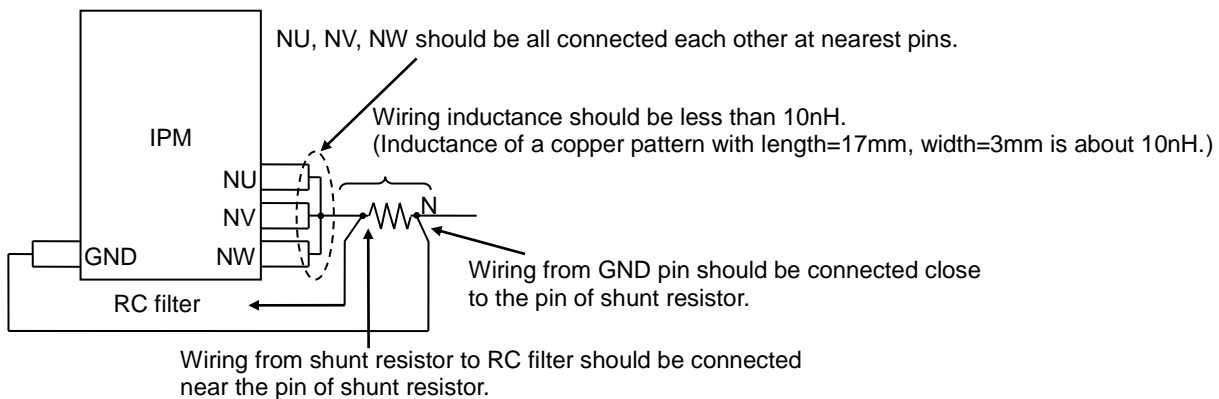 NU, NV, NW should be all connected each other at nearest pins.
Wiring inductance should be less than 10nH.
(Inductance of a copper pattern with length=17mm, width=3mm is about 10nH.)
IPM
NU
NV
N
GND
NW
Wiring from GND pin should be connected close
to the pin of shunt resistor.
RC filter
Wiring from shunt resistor to RC filter should be connected
near the pin of shunt resistor.